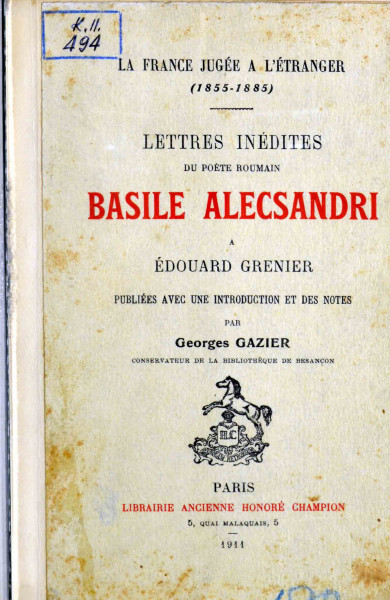 K.II.
494
LA FRANCE JUGÉE A L'ÉTRANGER
(1855-1885)
LETTRES INÉDITES
DU POÈTE ROUMAIN
BASILE ALECSANDRI
A
ÉDOUARD GRENIER
PUBLIÉES AVEC UNE INTRODUCTION ET DES NOTES
PAR
Georges GAZIER
CONSERVATEUR DE LA BIBLIOTHÈQUE DE BESANÇON
PARIS
LIBRAIRIE ANCIENNE HONORÉ CHAMPION
5, QUAI MALAQUAIS, 5
1911